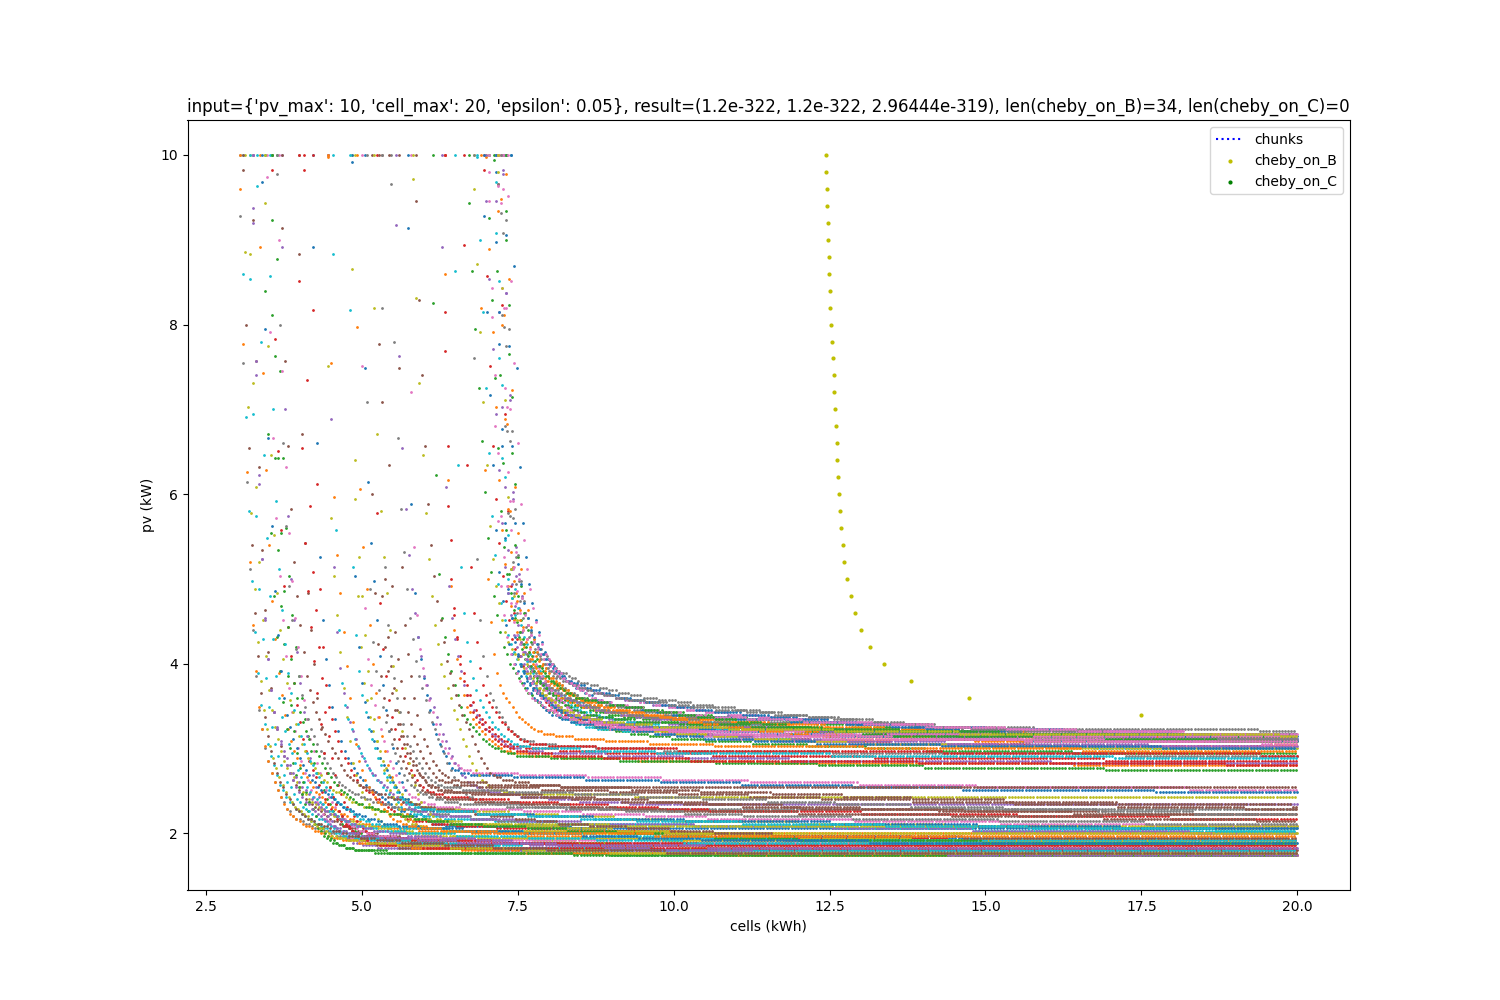 input={'pv_max': 10, 'cell_max': 20, 'epsilon': 0.05}, result=(1.2e-322, 1.2e-322, 2.96444e-319), len(cheby_on_B)=34, len(cheby_on_C)=0
chunks
cheby_on_B
cheby_on_C
10
8
6
4
2
pv (kW)
2.5 5.0 7.5 10.0 12.5 15.0 17.5 20.0
cells (kWh)